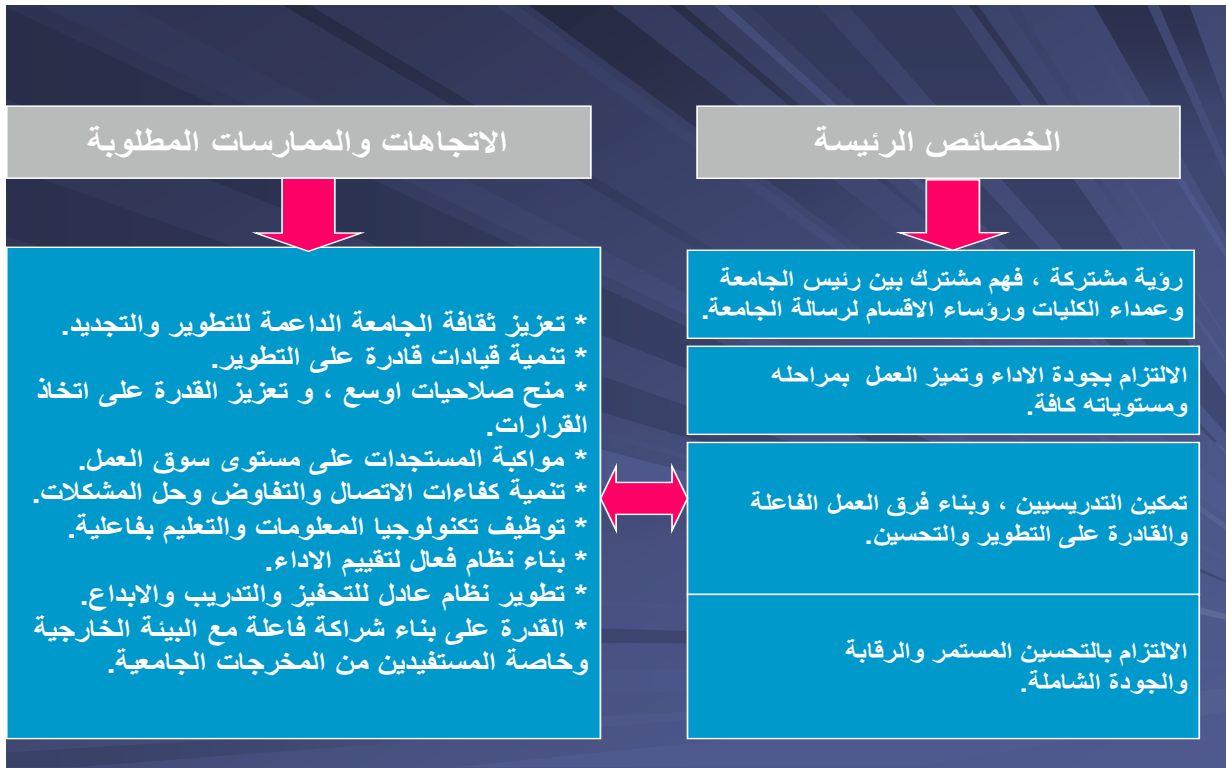 الخصائص الرئيسة
رؤية مشتركة ، فهم مشترك بين رئيس الجامعة
وعمداء الكليات ورؤساء الاقسام لرسالة الجامعة.
الالتزام بجودة الاداء وتميز العمل بمراحله
ومستوياته كافة.
تمكين التدريسيين ، وبناء فرق العمل الفاعلة
والقادرة على التطوير والتحسين.
الالتزام بالتحسين المستمر والرقابة
والجودة الشاملة.
الاتجاهات والممارسات المطلوبة
* تعزيز ثقافة الجامعة الداعمة للتطوير والتجديد.
* تنمية قيادات قادرة على التطوير.
* منح صلاحيات اوسع ، و تعزيز القدرة على اتخاذ
القرارات.
* مواكبة المستجدات على مستوى سوق العمل.
* تنمية كفاءات الاتصال والتفاوض وحل المشكلات.
* توظيف تكنولوجيا المعلومات والتعليم بفاعلية.
* بناء نظام فعال لتقييم الاداء.
* تطوير نظام عادل للتحفيز والتدريب والابداع.
* القدرة على بناء شراكة فاعلة مع البيئة الخارجية
وخاصة المستفيدين من المخرجات الجامعية.